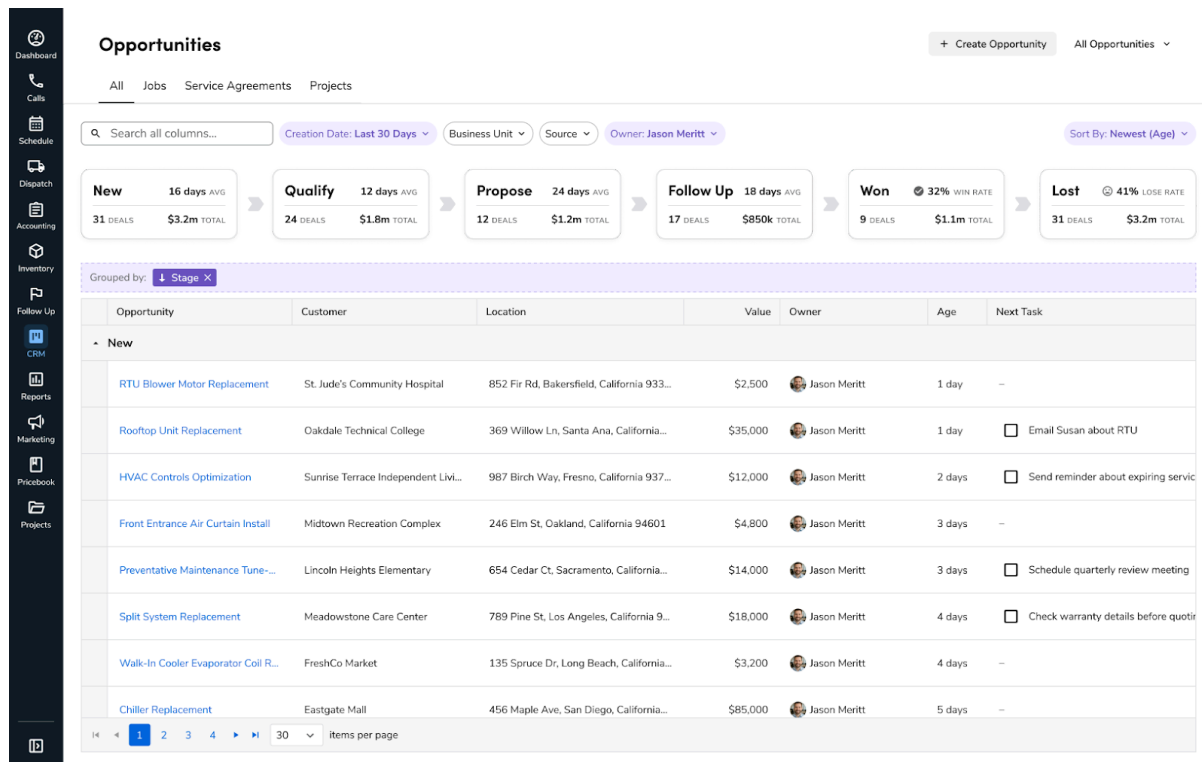 Dashboard
Calls
Schedule
Dispatch
Accounting
Inventory
Follow Up
CRM
Reports
Marketing
Pricebook
Projects
Opportunities
+ Create Opportunity
All Opportunities
All Jobs Service Agreements Projects
Search all columns...
Creation Date: Last 30 Days
Business Unit
Source
Owner: Jason Meritt
Sort By: Newest (Age)
New 16 days AVG
31 DEALS $3.2m TOTAL
Qualify 12 days AVG
24 DEALS $1.8m TOTAL
Propose 24 days AVG
12 DEALS $1.2m TOTAL
Follow Up 18 days AVG
17 DEALS $850k TOTAL
Won 32% WIN RATE
9 DEALS $1.1m TOTAL
Lost 41% LOSE RATE
31 DEALS $3.2m TOTAL
Grouped by: ↓ Stage ×
Opportunity Customer Location Value Owner Age Next Task
New
RTU Blower Motor Replacement St. Jude's Community Hospital 852 Fir Rd, Bakersfield, California 933... $2,500 Jason Meritt 1 day –
Rooftop Unit Replacement Oakdale Technical College 369 Willow Ln, Santa Ana, California... $35,000 Jason Meritt 1 day Email Susan about RTU
HVAC Controls Optimization Sunrise Terrace Independent Livi... 987 Birch Way, Fresno, California 937... $12,000 Jason Meritt 2 days Send reminder about expiring servic
Front Entrance Air Curtain Install Midtown Recreation Complex 246 Elm St, Oakland, California 94601 $4,800 Jason Meritt 3 days –
Preventative Maintenance Tune-... Lincoln Heights Elementary 654 Cedar Ct, Sacramento, California... $14,000 Jason Meritt 3 days Schedule quarterly review meeting
Split System Replacement Meadowstone Care Center 789 Pine St, Los Angeles, California 9... $18,000 Jason Meritt 4 days Check warranty details before quotin
Walk-In Cooler Evaporator Coil R... FreshCo Market 135 Spruce Dr, Long Beach, California... $3,200 Jason Meritt 4 days –
Chiller Replacement Eastgate Mall 456 Maple Ave, San Diego, California... $85,000 Jason Meritt 5 days –
1 2 3 4 30 items per page